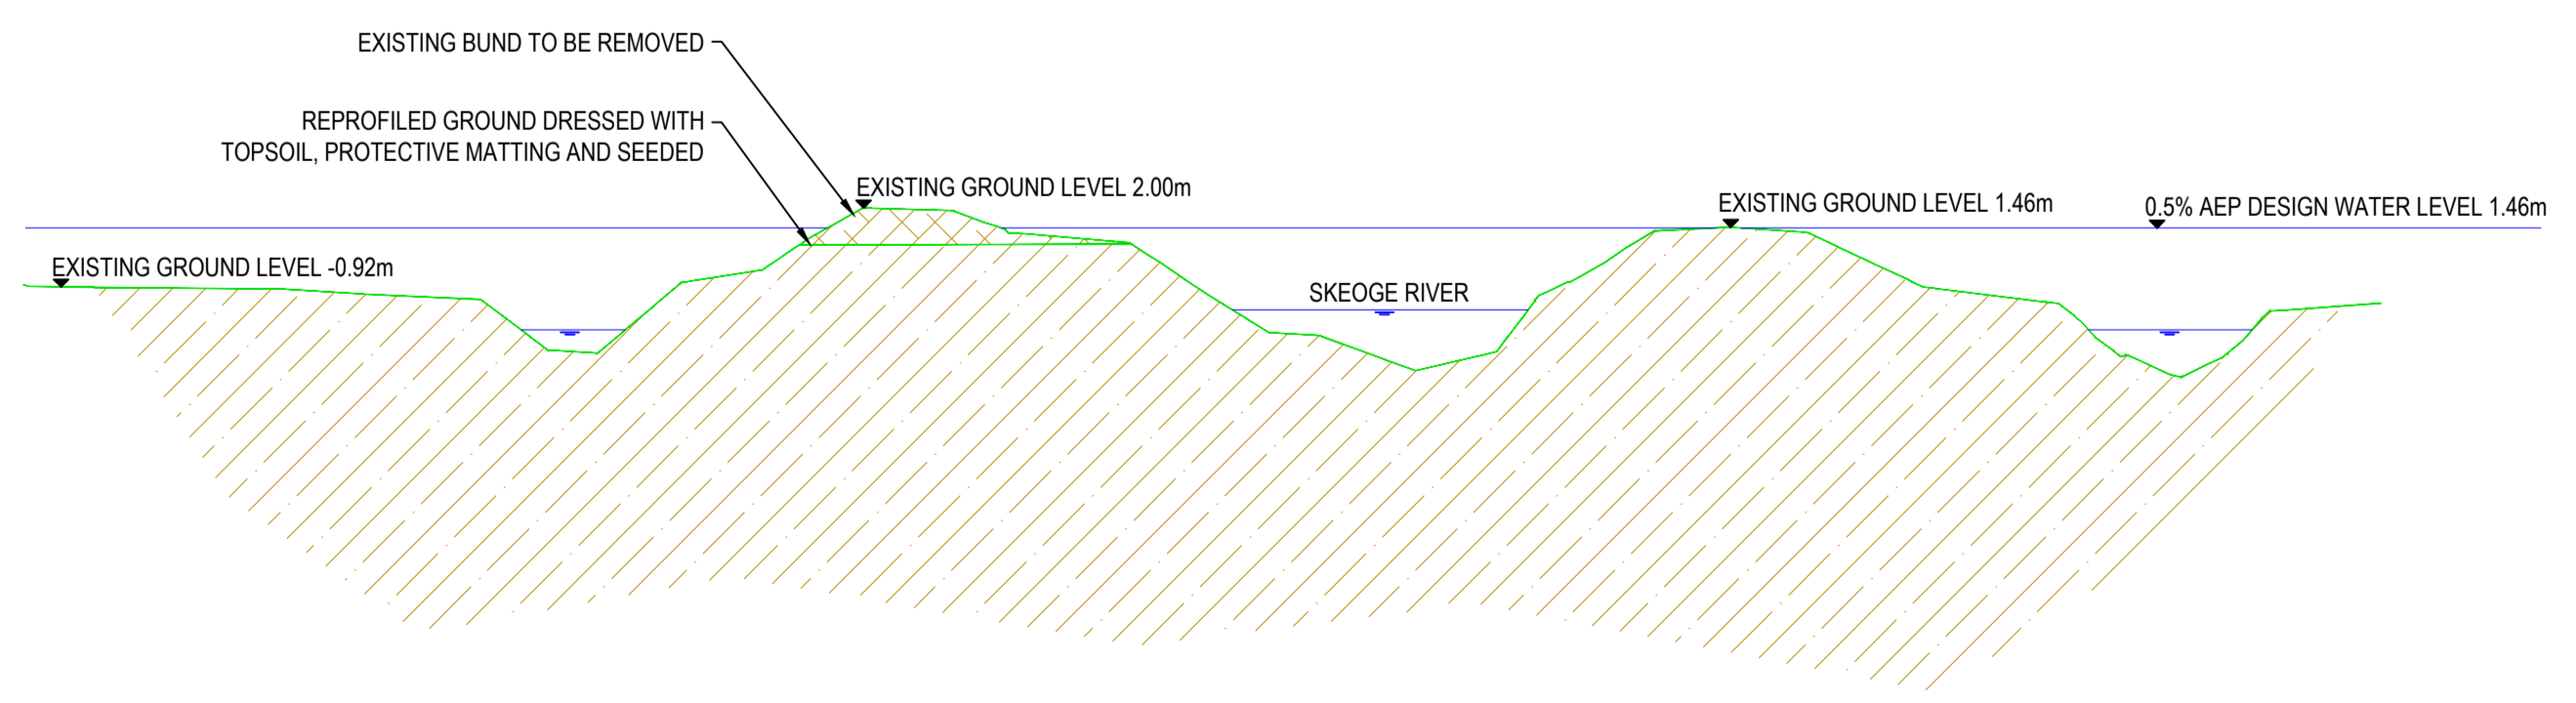 EXISTING BUND TO BE REMOVED
REPROFILED GROUND DRESSED WITH
TOPSOIL, PROTECTIVE MATTING AND SEEDED
EXISTING GROUND LEVEL 2.00m
EXISTING GROUND LEVEL 1.46m
0.5% AEP DESIGN WATER LEVEL 1.46m
EXISTING GROUND LEVEL -0.92m
SKEOGE RIVER